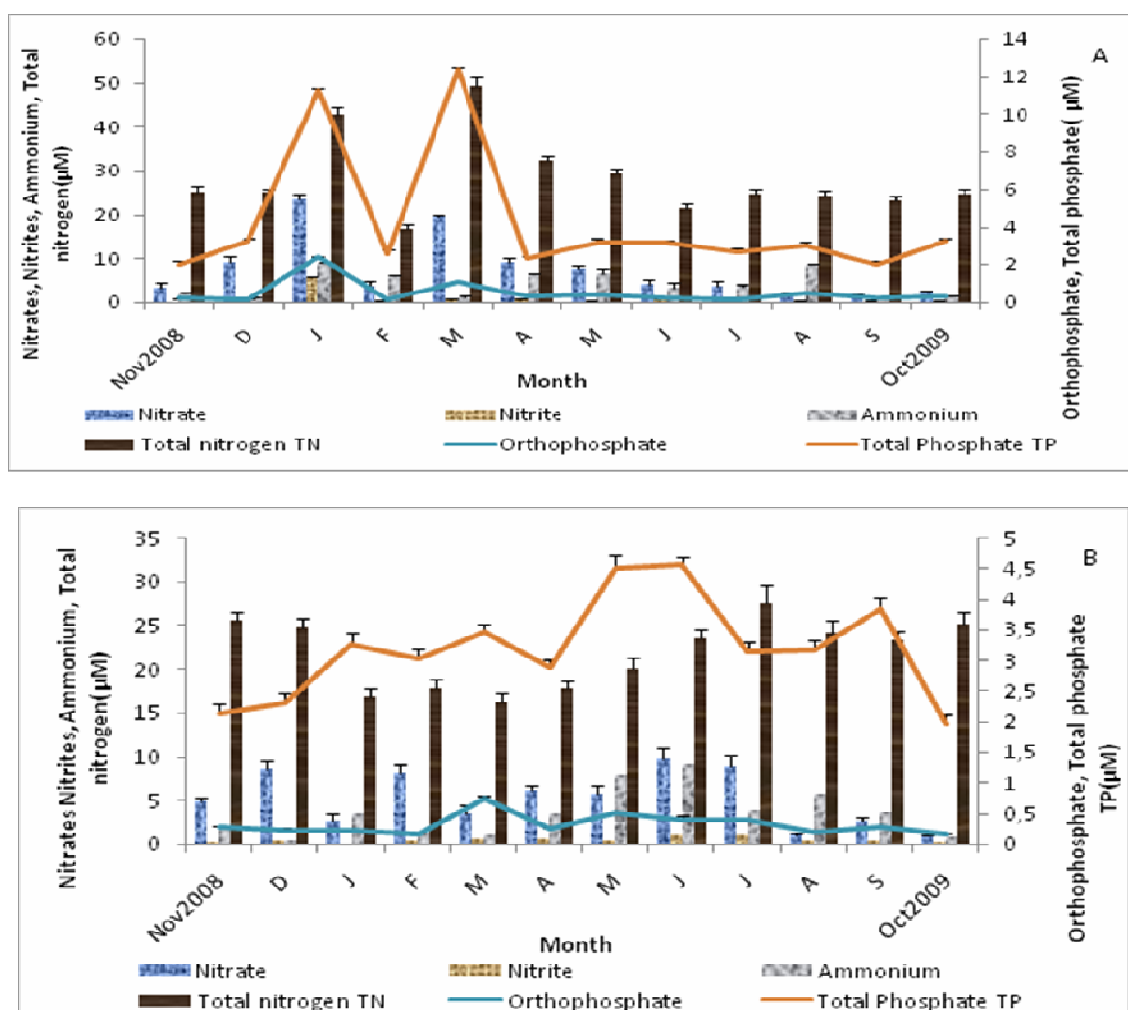 A
Nitrates, Nitrites, Ammonium, Total
nitrogen(µM)
60
50
40
30
20
10
0
14
12
10
8
6
4
2
0
Orthophosphate, Total phosphate( µM)
Nov2008 D J F M A M J J A S Oct2009
Month
Nitrate Nitrite Ammonium
Total nitrogen TN Orthophosphate Total Phosphate TP
B
Nitrates Nitrites, Ammonium, Total
nitrogen(µM)
35
30
25
20
15
10
5
0
5
4,5
4
3,5
3
2,5
2
1,5
1
0,5
0
Orthophosphate, Total phosphate
TP(µM)
Nov2008 D J F M A M J J A S Oct2009
Month
Nitrate Nitrite Ammonium
Total nitrogen TN Orthophosphate Total Phosphate TP